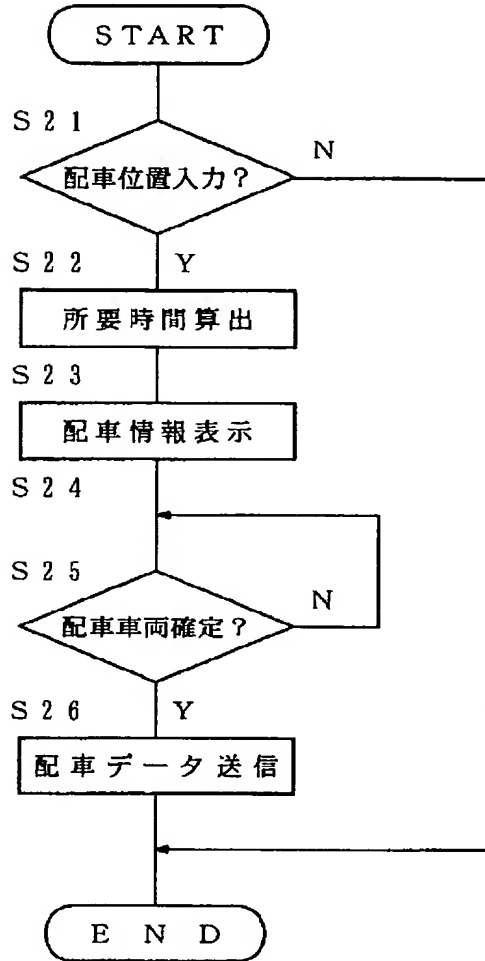 START
S21
配車位置入力?
N
S22
Y
所要時間算出
S23
配車情報表示
S24
S25
配車車両確定?
N
S26
Y
配車データ送信
END